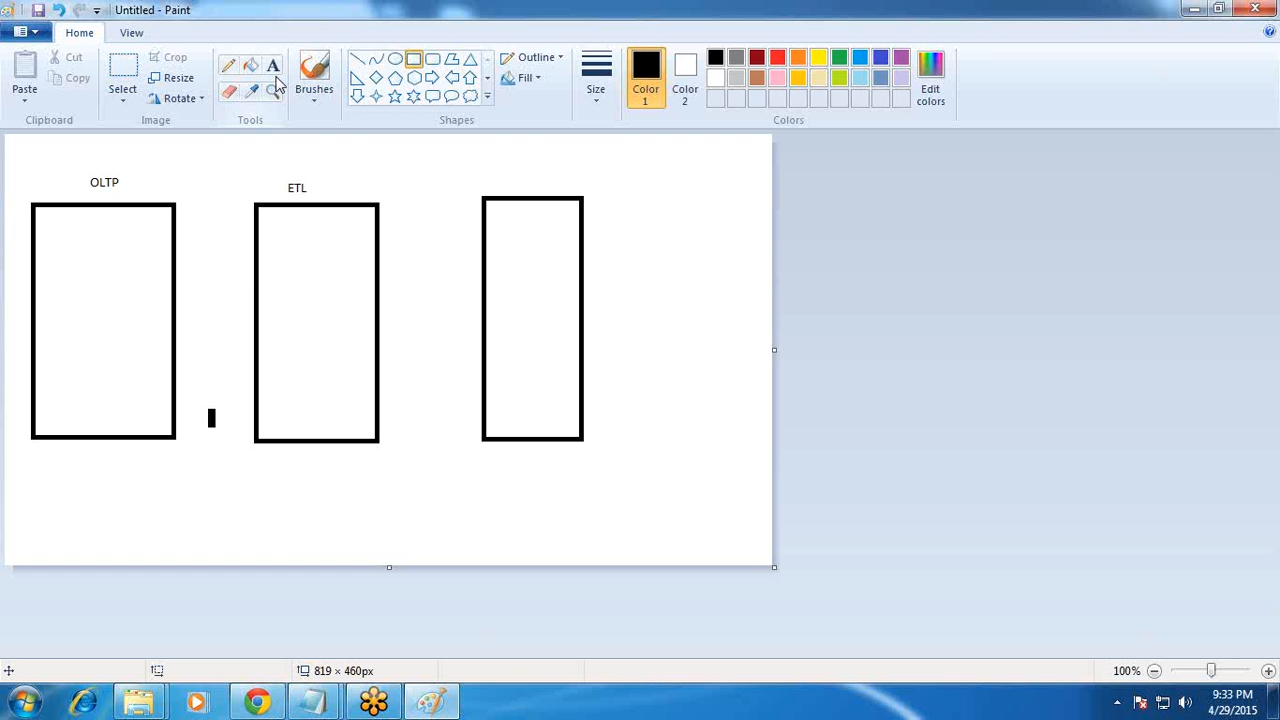 Untitled - Paint
Home
View
Paste
Cut
Copy
Clipboard
Select
Crop
Resize
Rotate
Image
A
Tools
Brushes
Outline
Fill
Shapes
Size
Color 1
Color 2
Edit colors
Colors
OLTP
ETL
819 × 460px
100%
9:33 PM
4/29/2015